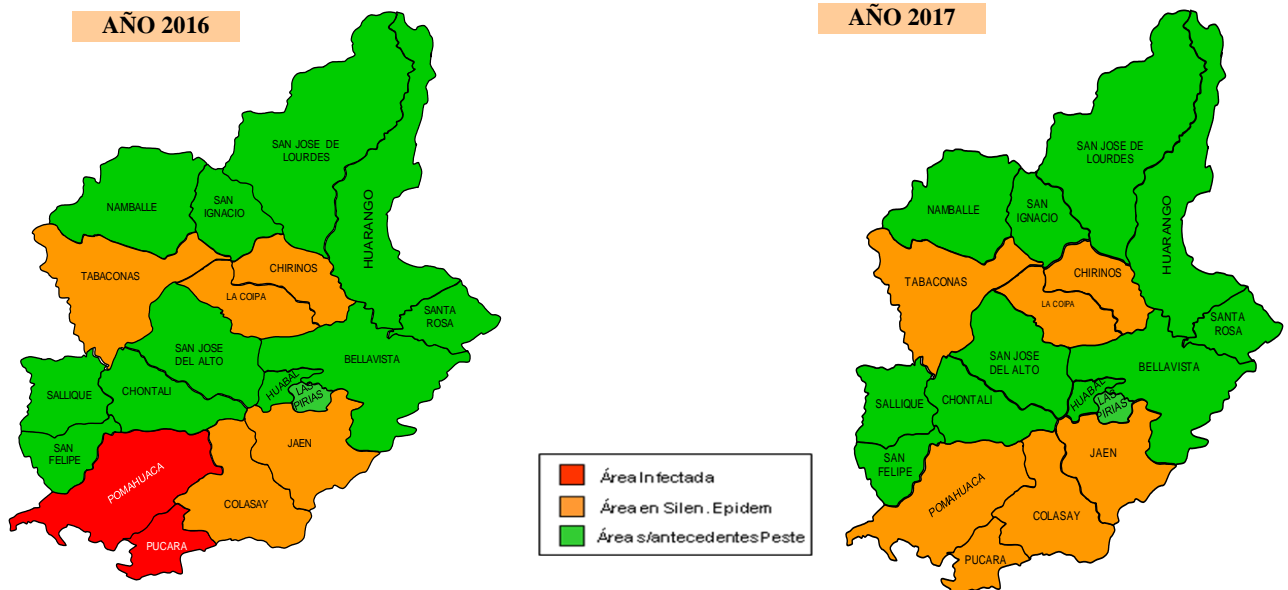 AÑO 2016
SAN JOSE DE
LOURDES
HUARANGO
NAMBALLE
SAN
IGNACIO
TABACONAS
CHIRINOS
LA COIPA
SANTA
ROSA
SAN JOSE
DEL ALTO
BELLAVISTA
HUABAL
LAS
PIRIAS
SALLIQUE
CHONTALI
SAN
FELIPE
JAEN
POMAHUACA
COLASAY
PUCARA
Área Infectada
Área en Silen. Epidem
Área s/antecedentes Peste
AÑO 2017
SAN JOSE DE
LOURDES
HUARANGO
NAMBALLE
SAN
IGNACIO
TABACONAS
CHIRINOS
LA COIPA
SANTA
ROSA
SAN JOSE
DEL ALTO
BELLAVISTA
HUABAL
LAS
PIRIAS
SALLIQUE
CHONTALI
SAN
FELIPE
JAEN
POMAHUACA
COLASAY
PUCARA